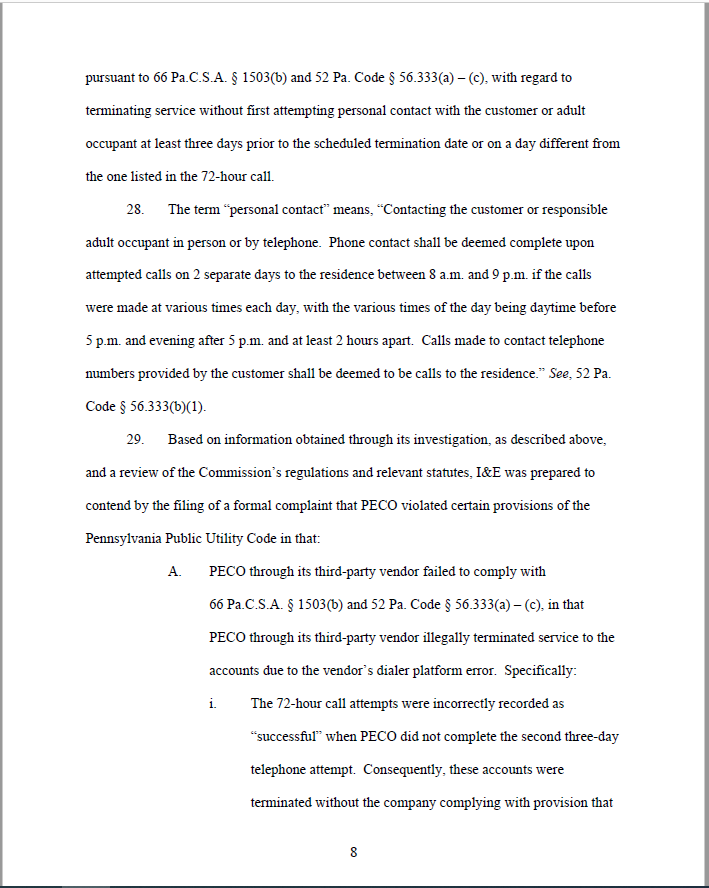 pursuant to 66 Pa.C.S.A. § 1503(b) and 52 Pa. Code § 56.333(a) – (c), with regard to
terminating service without first attempting personal contact with the customer or adult
occupant at least three days prior to the scheduled termination date or on a day different from
the one listed in the 72-hour call.
28. The term “personal contact” means, “Contacting the customer or responsible
adult occupant in person or by telephone. Phone contact shall be deemed complete upon
attempted calls on 2 separate days to the residence between 8 a.m. and 9 p.m. if the calls
were made at various times each day, with the various times of the day being daytime before
5 p.m. and evening after 5 p.m. and at least 2 hours apart. Calls made to contact telephone
numbers provided by the customer shall be deemed to be calls to the residence.” See, 52 Pa.
Code § 56.333(b)(1).
29. Based on information obtained through its investigation, as described above,
and a review of the Commission’s regulations and relevant statutes, I&E was prepared to
contend by the filing of a formal complaint that PECO violated certain provisions of the
Pennsylvania Public Utility Code in that:
A. PECO through its third-party vendor failed to comply with
66 Pa.C.S.A. § 1503(b) and 52 Pa. Code § 56.333(a) – (c), in that
PECO through its third-party vendor illegally terminated service to the
accounts due to the vendor’s dialer platform error. Specifically:
i. The 72-hour call attempts were incorrectly recorded as
“successful” when PECO did not complete the second three-day
telephone attempt. Consequently, these accounts were
terminated without the company complying with provision that
8